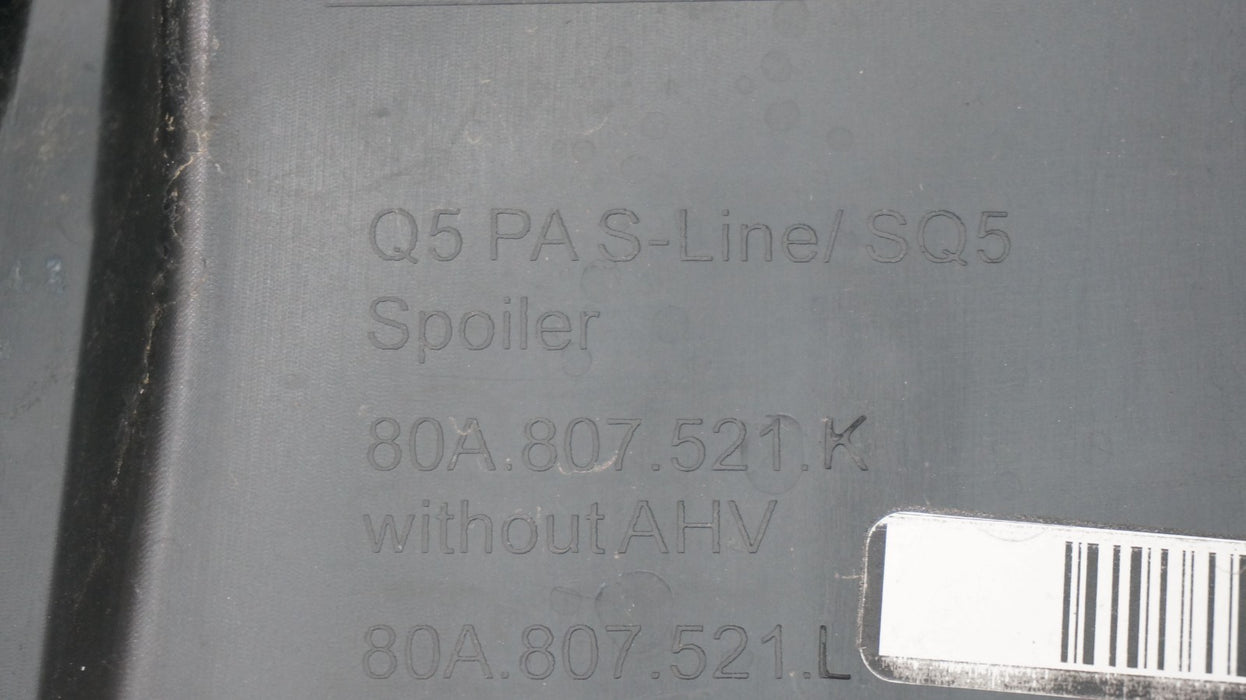 Q5 PA S-Line/ SQ5
Spoiler
80A.807.521.K
without AHV
80A.807.521.L